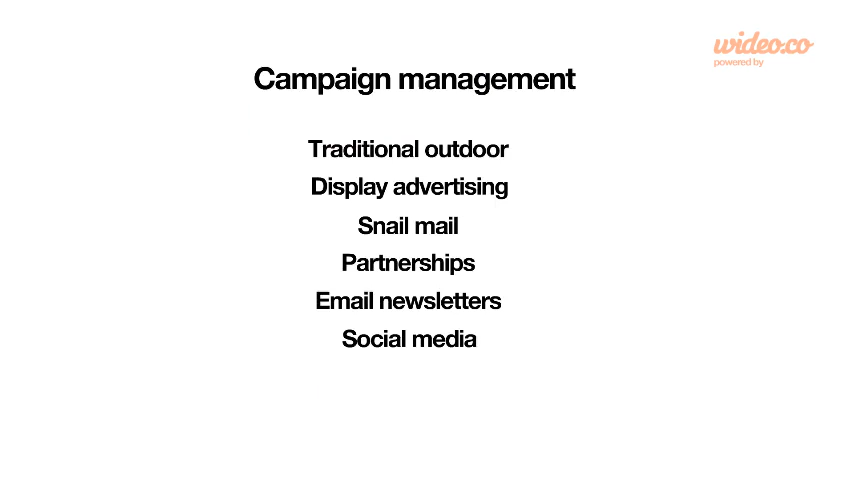 wideo.co
powered by
Campaign management
Traditional outdoor
Display advertising
Snail mail
Partnerships
Email newsletters
Social media